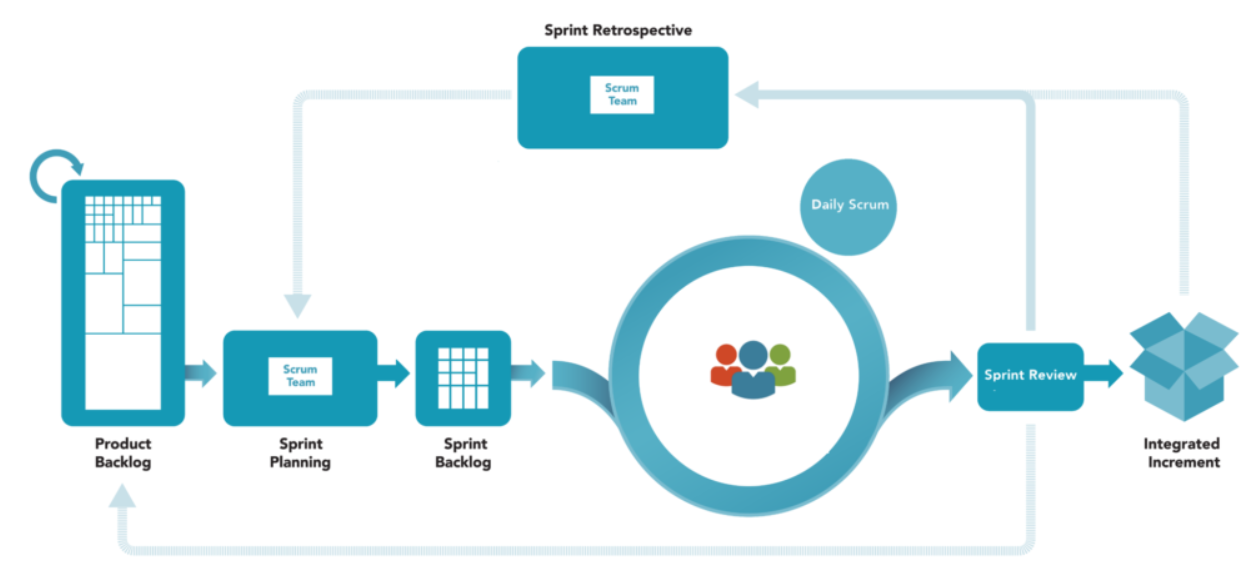 Sprint Retrospective
Scrum
Team
Daily Scrum
Scrum
Team
Sprint Review
Product
Backlog
Sprint
Planning
Sprint
Backlog
Integrated
Increment